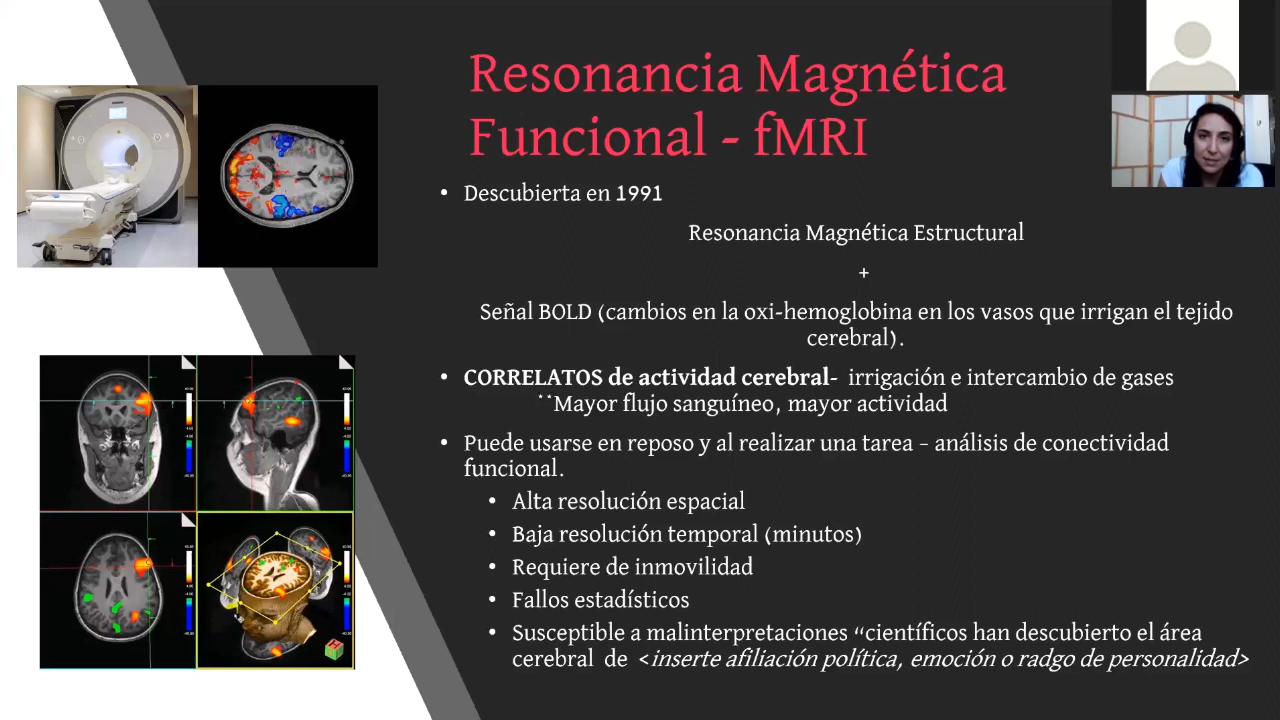 Resonancia Magnética
Funcional - fMRI
• Descubierta en 1991
Resonancia Magnética Estructural
+
Señal BOLD (cambios en la oxi-hemoglobina en los vasos que irrigan el tejido
cerebral).
• CORRELATOS de actividad cerebral- irrigación e intercambio de gases
**Mayor flujo sanguíneo, mayor actividad
• Puede usarse en reposo y al realizar una tarea – análisis de conectividad
funcional.
• Alta resolución espacial
• Baja resolución temporal (minutos)
• Requiere de inmovilidad
• Fallos estadísticos
• Susceptible a malinterpretaciones “científicos han descubierto el área
cerebral de <inserte afiliación política, emoción o radgo de personalidad>